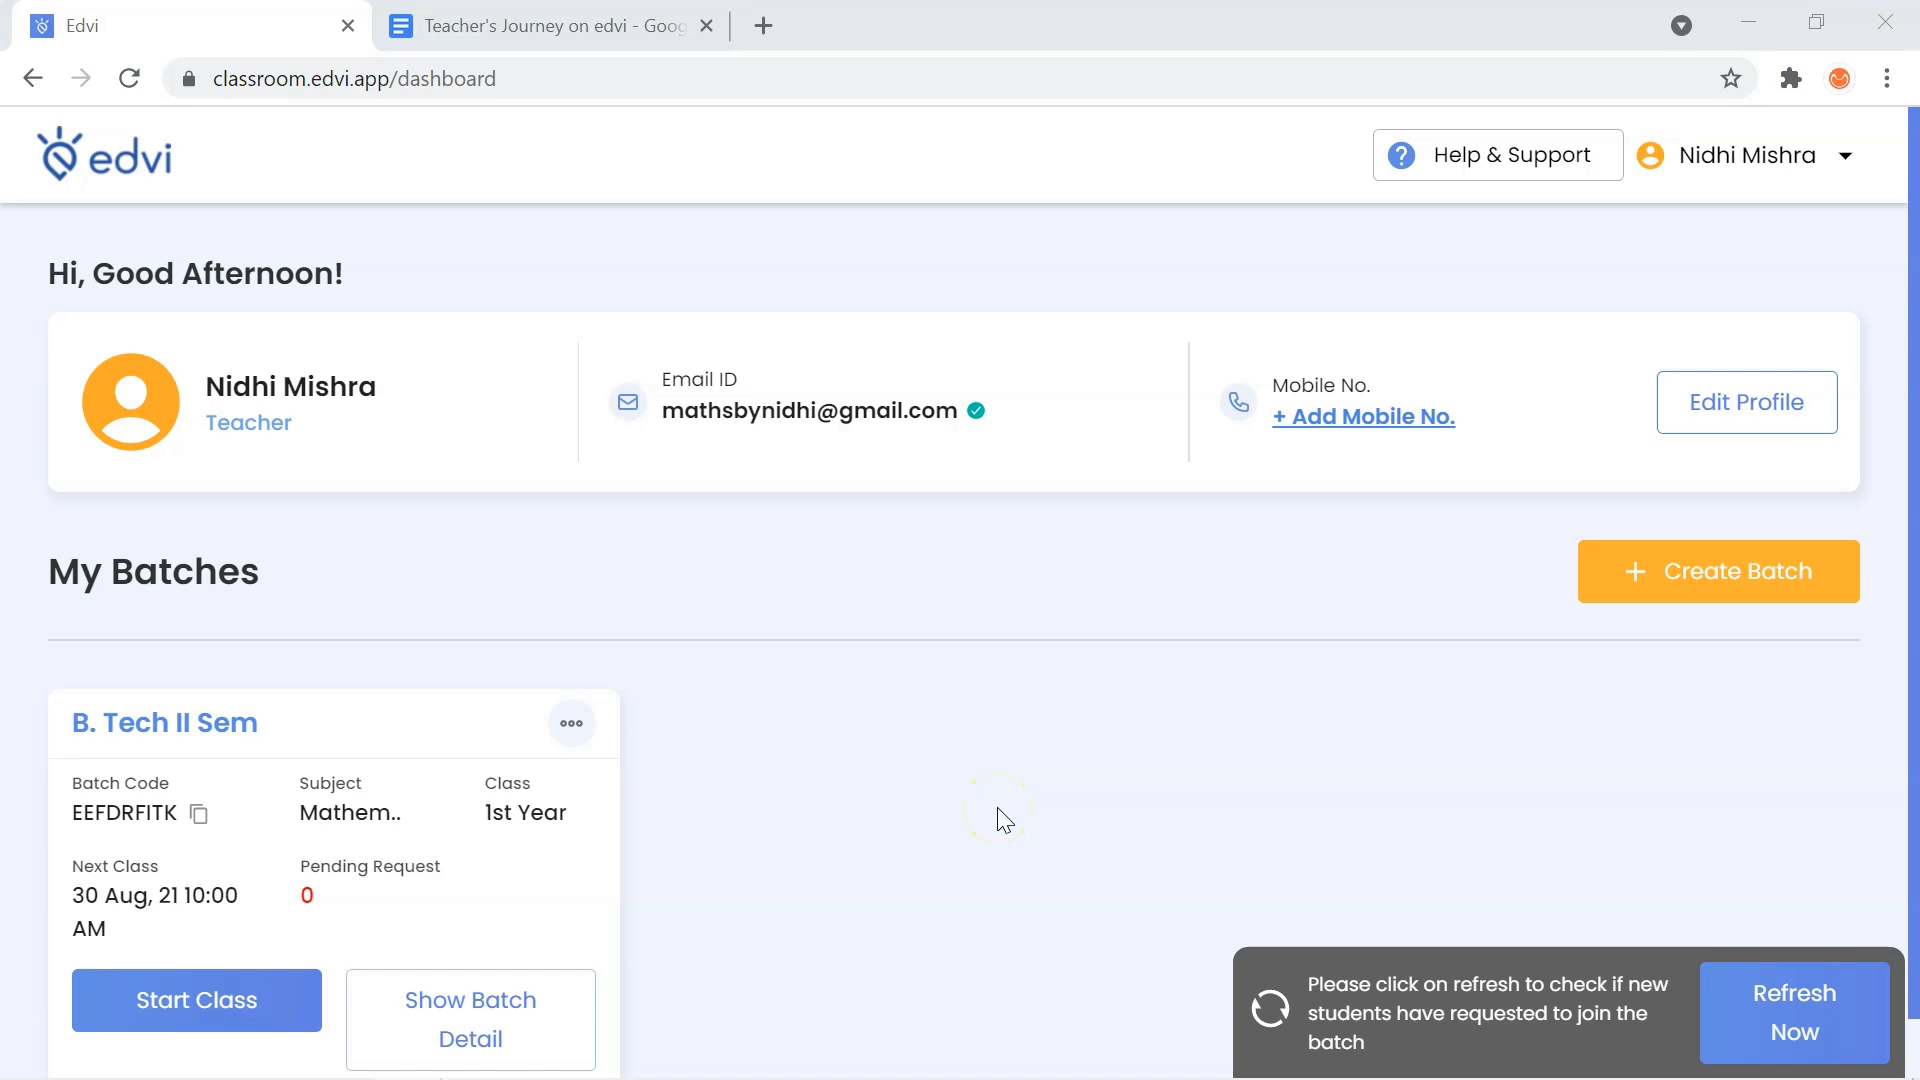 Edvi
Teacher's Journey on edvi - Goog
classroom.edvi.app/dashboard
edvi
? Help & Support
Nidhi Mishra
Hi, Good Afternoon!
Nidhi Mishra
Teacher
Email ID
mathsbynidhi@gmail.com
Mobile No.
+ Add Mobile No.
Edit Profile
My Batches
+ Create Batch
B. Tech II Sem
Batch Code
EEFDRFITK
Subject
Mathem..
Class
1st Year
Next Class
30 Aug, 21 10:00
AM
Pending Request
0
Start Class
Show Batch
Detail
Please click on refresh to check if new
students have requested to join the
batch
Refresh
Now